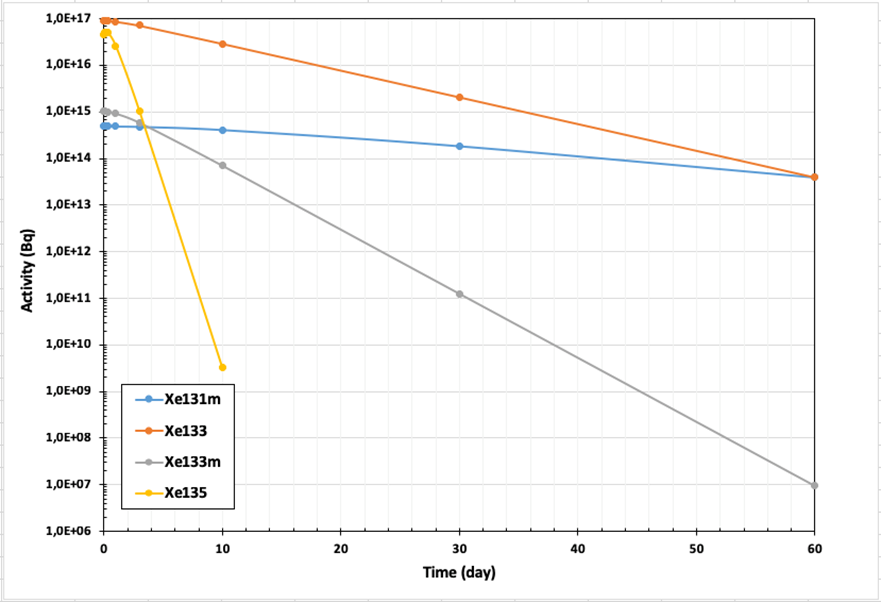 1,0E+17
1,0E+16
1,0E+15
1,0E+14
1,0E+13
1,0E+12
1,0E+11
1,0E+10
1,0E+09
1,0E+08
1,0E+07
1,0E+06
Activity (Bq)
Xe131m
Xe133
Xe133m
Xe135
0 10 20 30 40 50 60
Time (day)